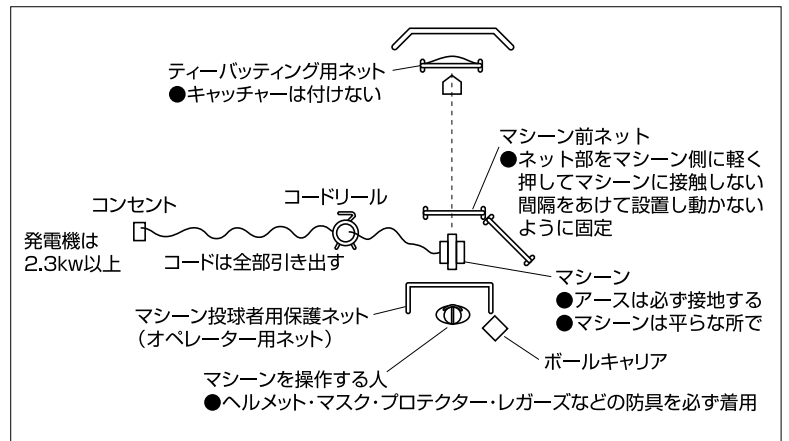 ティーバッティング用ネット
●キャッチャーは付けない
マシーン前ネット
●ネット部をマシーン側に軽く
押してマシーンに接触しない
間隔をあけて設置し動かない
ように固定
コードリール
コンセント
発電機は
2.3kw以上
コードは全部引き出す
マシーン
●アースは必ず接地する
●マシーンは平らな所で
マシーン投球者用保護ネット
（オペレーター用ネット）
ボールキャリア
マシーンを操作する人
●ヘルメット・マスク・プロテクター・レガーズなどの防具を必ず着用